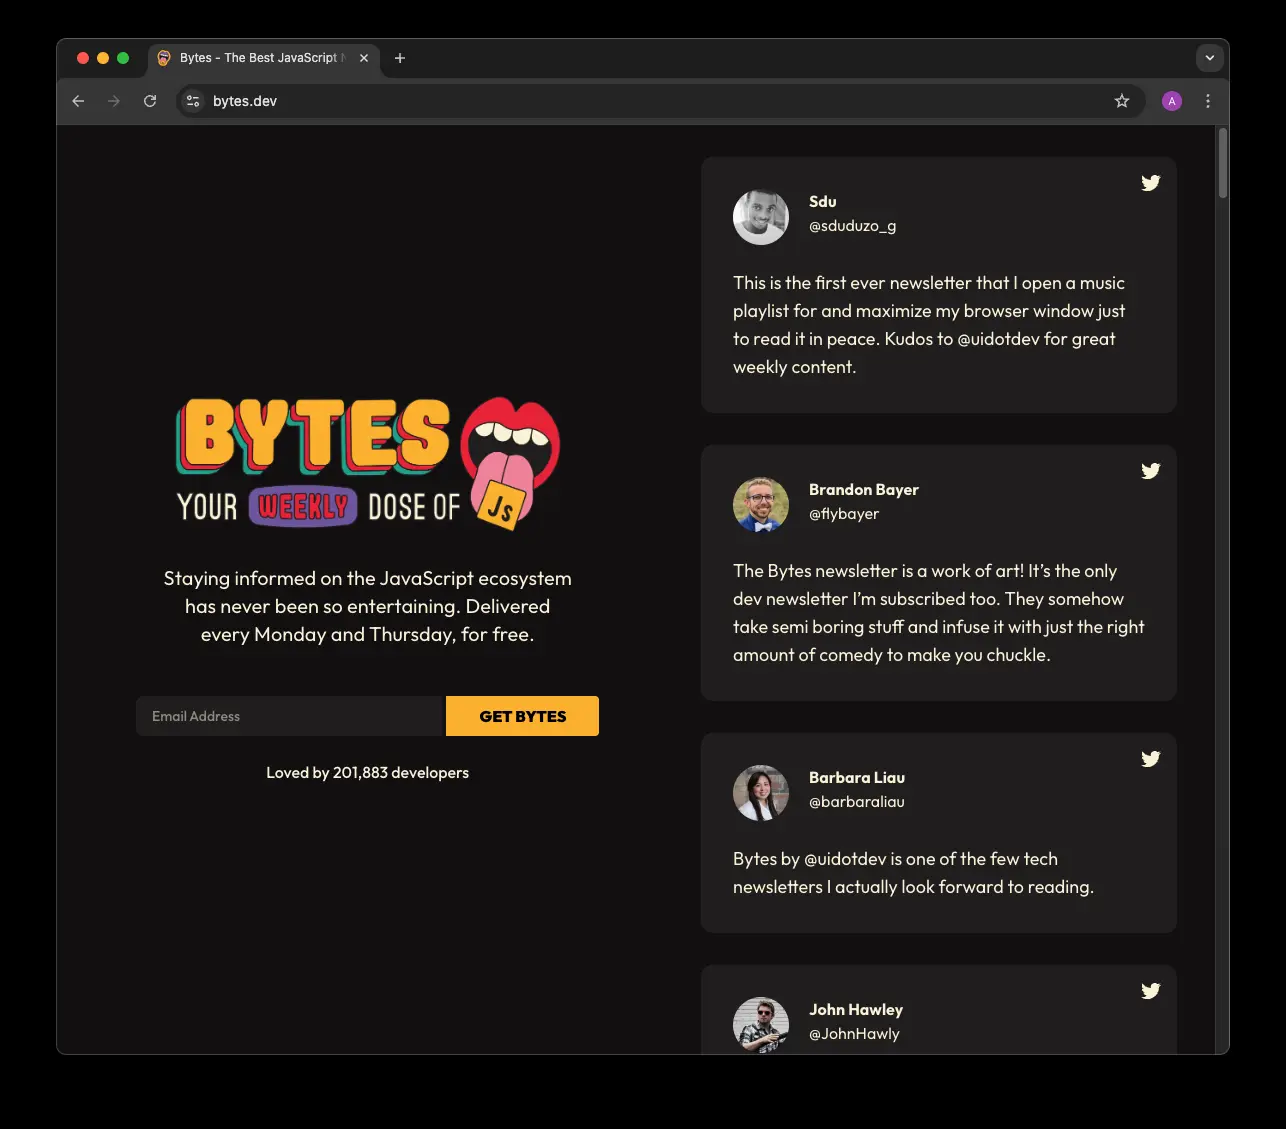 Bytes - The Best JavaScript
bytes.dev
A
BYTES
YOUR WEEKLY DOSE OF
Js
Staying informed on the JavaScript ecosystem
has never been so entertaining. Delivered
every Monday and Thursday, for free.
Email Address
GET BYTES
Loved by 201,883 developers
Sdu
@sduduzo_g
This is the first ever newsletter that I open a music
playlist for and maximize my browser window just
to read it in peace. Kudos to @uidotdev for great
weekly content.
Brandon Bayer
@flybayer
The Bytes newsletter is a work of art! It’s the only
dev newsletter I’m subscribed too. They somehow
take semi boring stuff and infuse it with just the right
amount of comedy to make you chuckle.
Barbara Liau
@barbaraliau
Bytes by @uidotdev is one of the few tech
newsletters I actually look forward to reading.
John Hawley
@JohnHawly